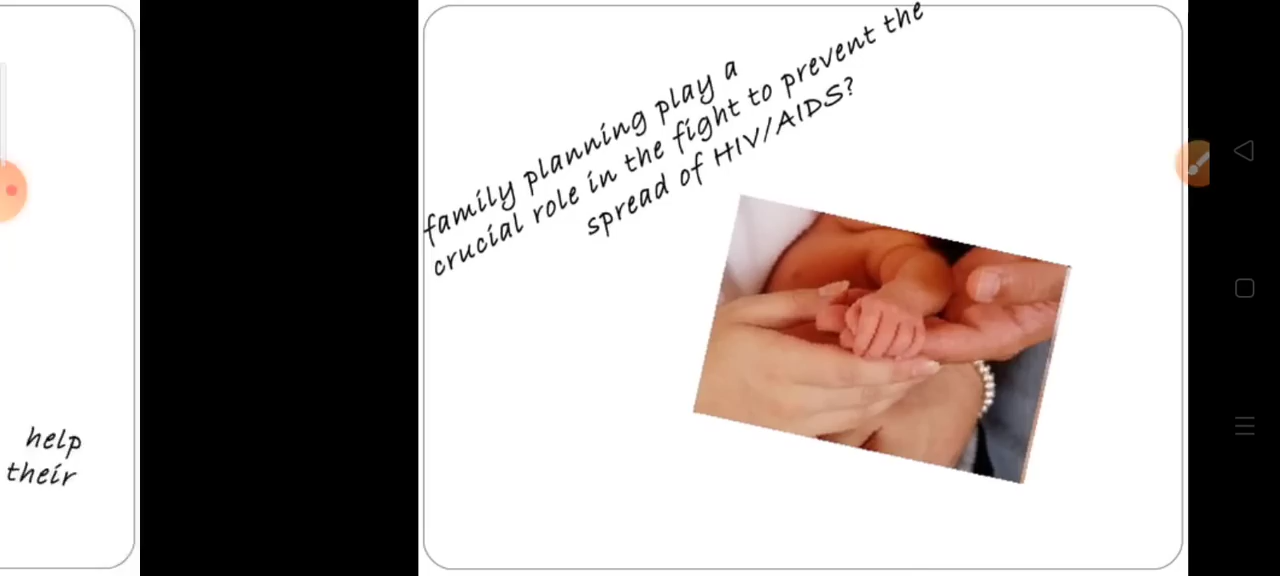 help
their
family planning play a
crucial role in the fight to prevent the
spread of HIV/AIDS?